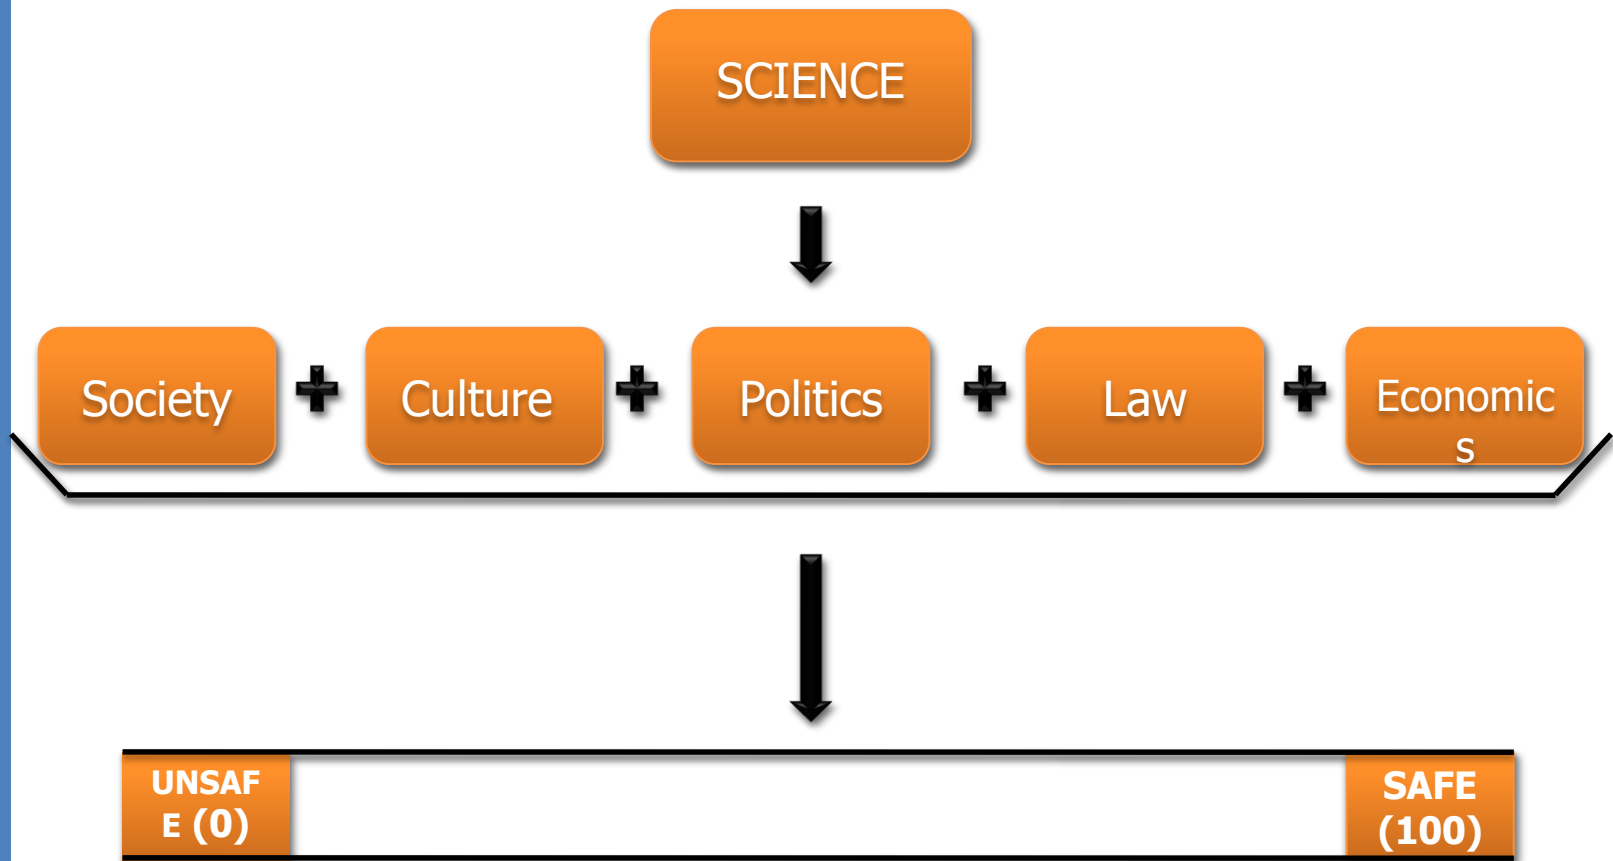 SCIENCE
Society
Culture
Politics
Law
Economic
s
UNSAF
E (0)
SAFE
(100)